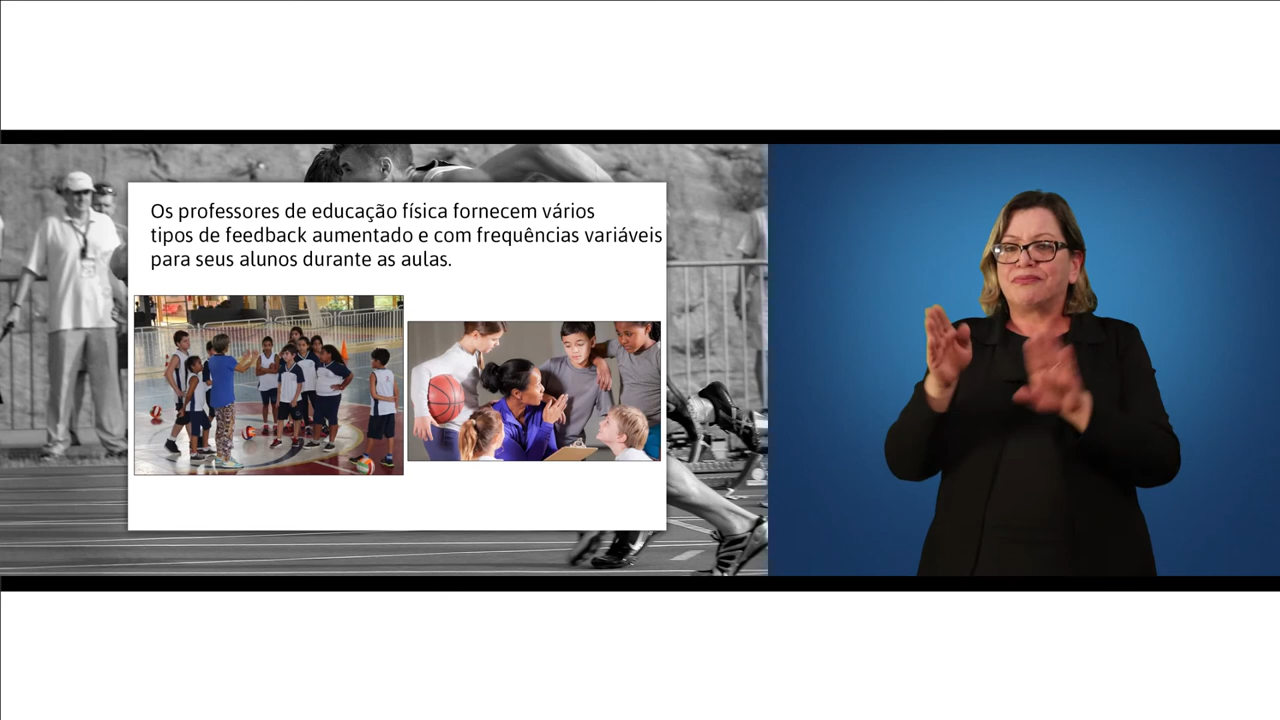 Os professores de educação física fornecem vários
tipos de feedback aumentado e com frequências variáveis
para seus alunos durante as aulas.